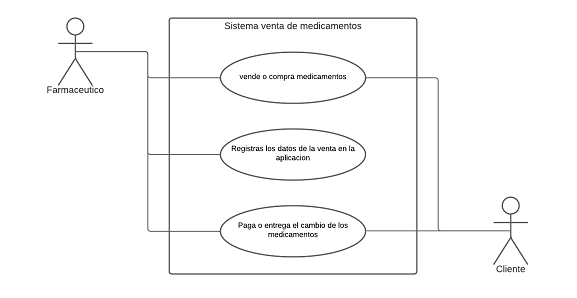 Sistema venta de medicamentos
vende o compra medicamentos
Farmaceutico
Registras los datos de la venta en la
aplicacion
Paga o entrega el cambio de los
medicamentos
Cliente